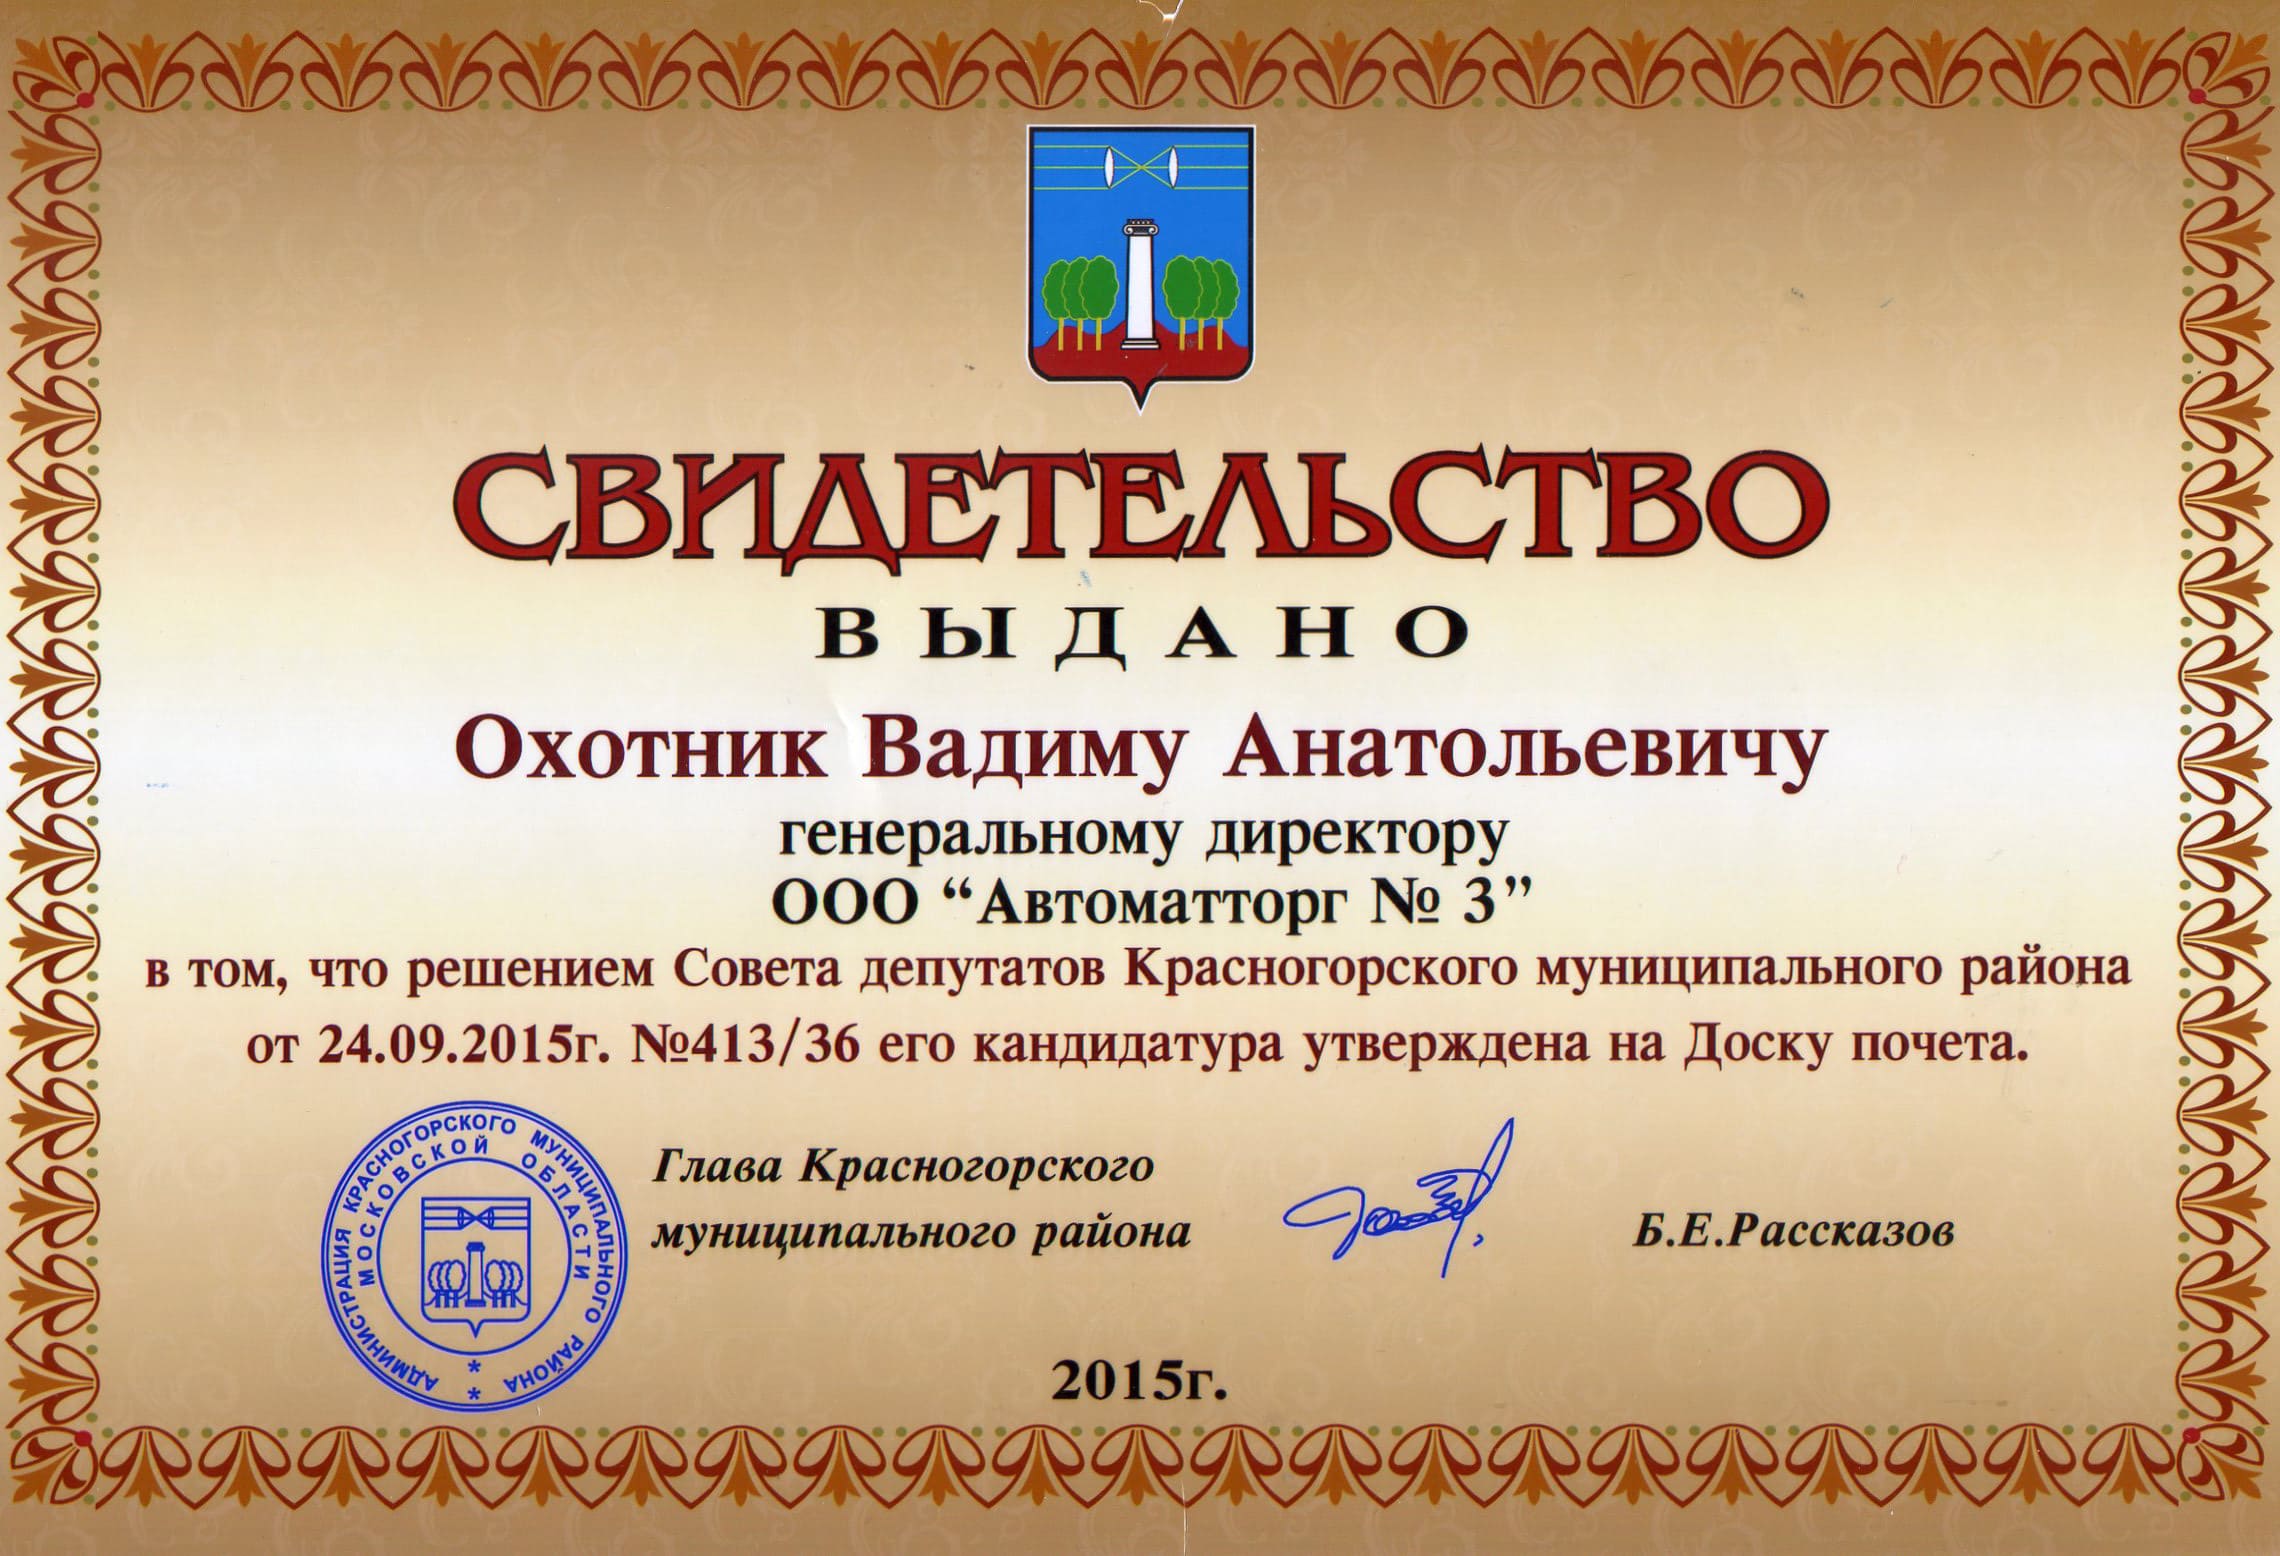 СВИДЕТЕЛЬСТВО
ВЫДАНО
Охотник Вадиму Анатольевичу
генеральному директору
ООО “Автоматторг № 3”
в том, что решением Совета депутатов Красногорского муниципального района
от 24.09.2015г. №413/36 его кандидатура утверждена на Доску почета.
АДМИНИСТРАЦИЯ КРАСНОГОРСКОГО МУНИЦИПАЛЬНОГО РАЙОНА
МОСКОВСКОЙ ОБЛАСТИ
Глава Красногорского
муниципального района
Б.Е.Рассказов
2015г.